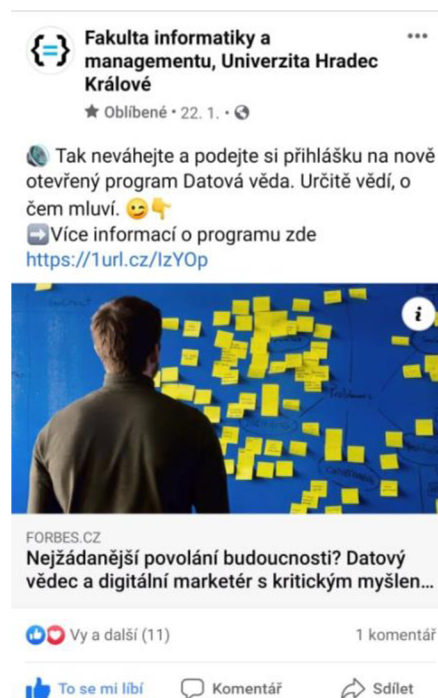 Fakulta informatiky a
managementu, Univerzita Hradec
Králové
Oblíbené • 22. 1. •
Tak neváhejte a podejte si přihlášku na nově
otevřený program Datová věda. Určitě vědí, o
čem mluví.
Více informací o programu zde
https://1url.cz/IzYOp
i
FORBES.CZ
Nejžádanější povolání budoucnosti? Datový
vědec a digitální marketér s kritickým myšlen...
Vy a další (11)
1 komentář
To se mi líbí
Komentář
Sdílet